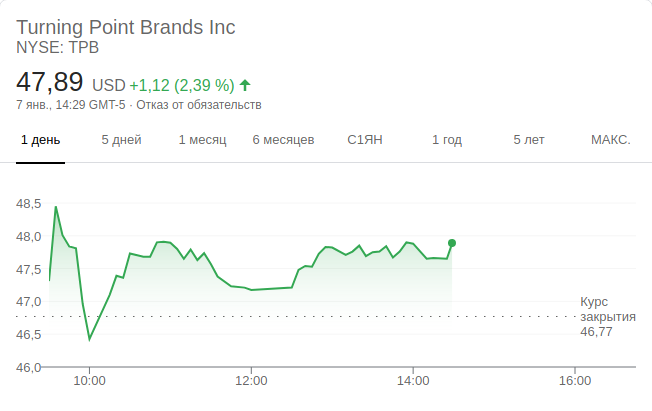 Turning Point Brands Inc
NYSE: TPB
47,89 USD +1,12 (2,39 %)
7 янв., 14:29 GMT-5 · Отказ от обязательств
1 день 5 дней 1 месяц 6 месяцев С1ЯН 1 год 5 лет МАКС.
48,5
48,0
47,5
47,0
46,5
46,0
Курс
закрытия
46,77
10:00 12:00 14:00 16:00